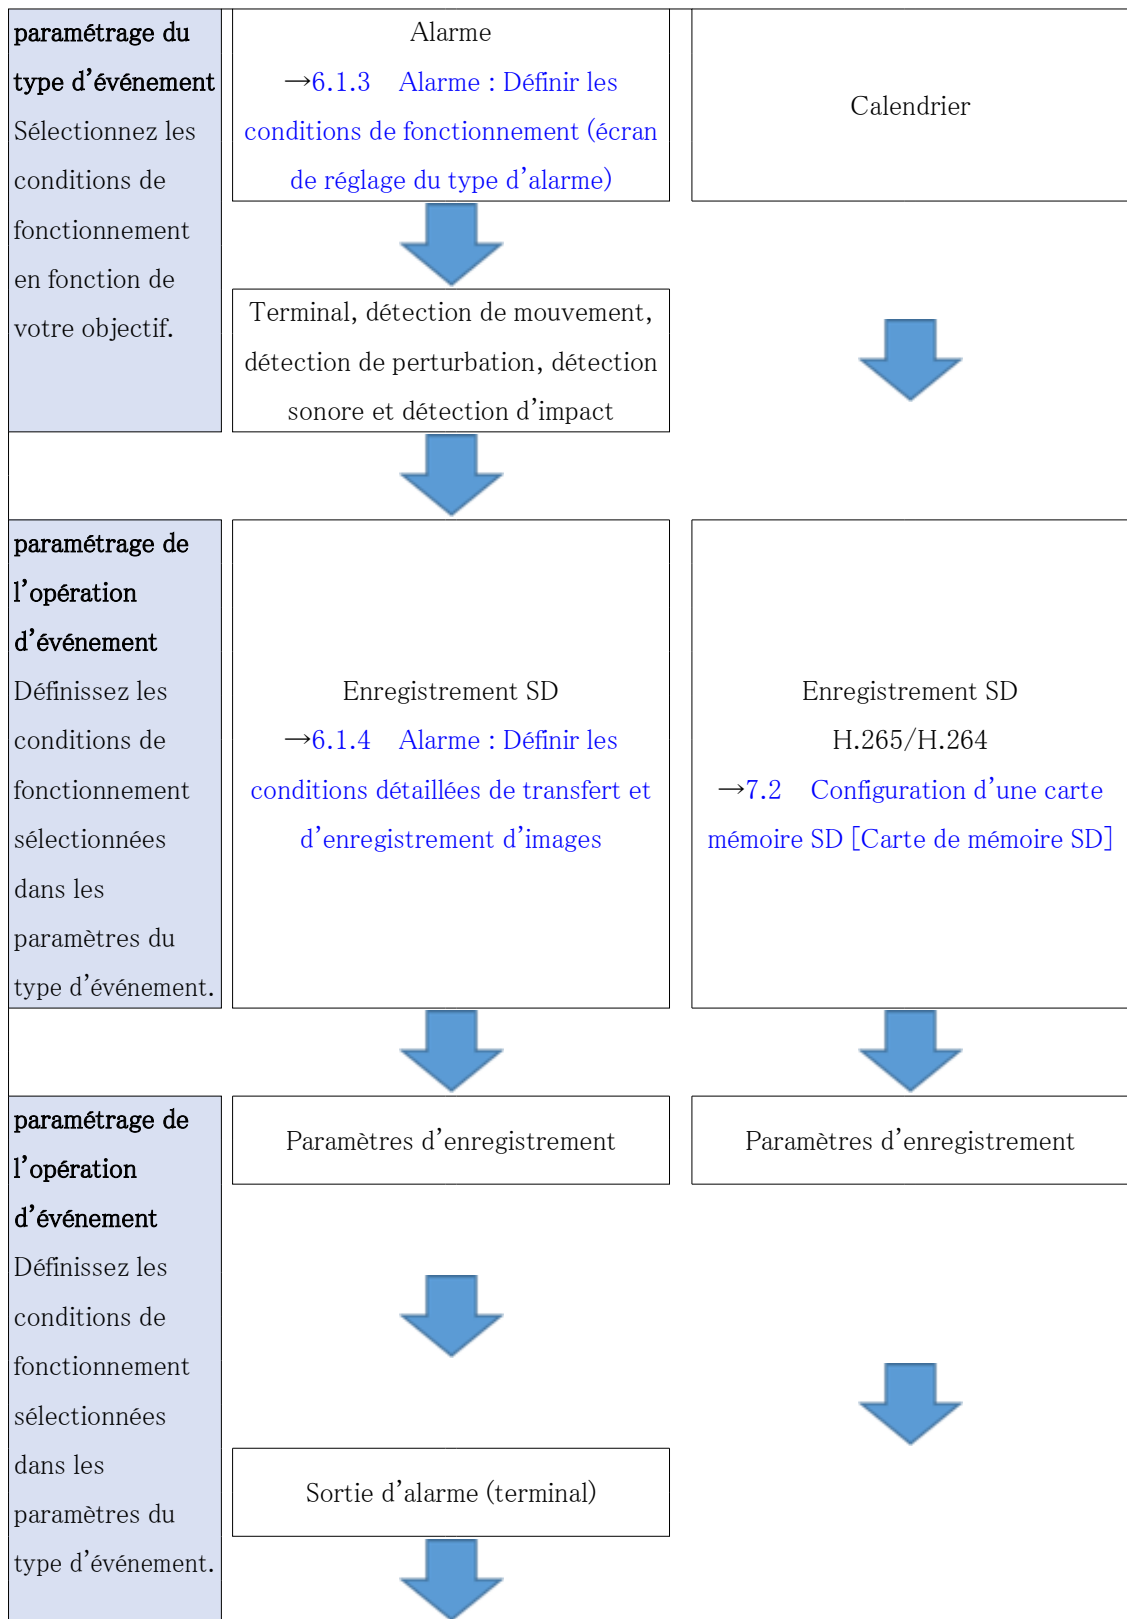 paramétrage du
type d’événement
Sélectionnez les
conditions de
fonctionnement
en fonction de
votre objectif.
Alarme
→6.1.3 Alarme : Définir les
conditions de fonctionnement (écran
de réglage du type d’alarme)
Calendrier
Terminal, détection de mouvement,
détection de perturbation, détection
sonore et détection d’impact
paramétrage de
l’opération
d’événement
Définissez les
conditions de
fonctionnement
sélectionnées
dans les
paramètres du
type d’événement.
Enregistrement SD
→6.1.4 Alarme : Définir les
conditions détaillées de transfert et
d’enregistrement d’images
Enregistrement SD
H.265/H.264
→7.2 Configuration d’une carte
mémoire SD [Carte de mémoire SD]
paramétrage de
l’opération
d’événement
Définissez les
conditions de
fonctionnement
sélectionnées
dans les
paramètres du
type d’événement.
Paramètres d’enregistrement
Paramètres d’enregistrement
Sortie d’alarme (terminal)